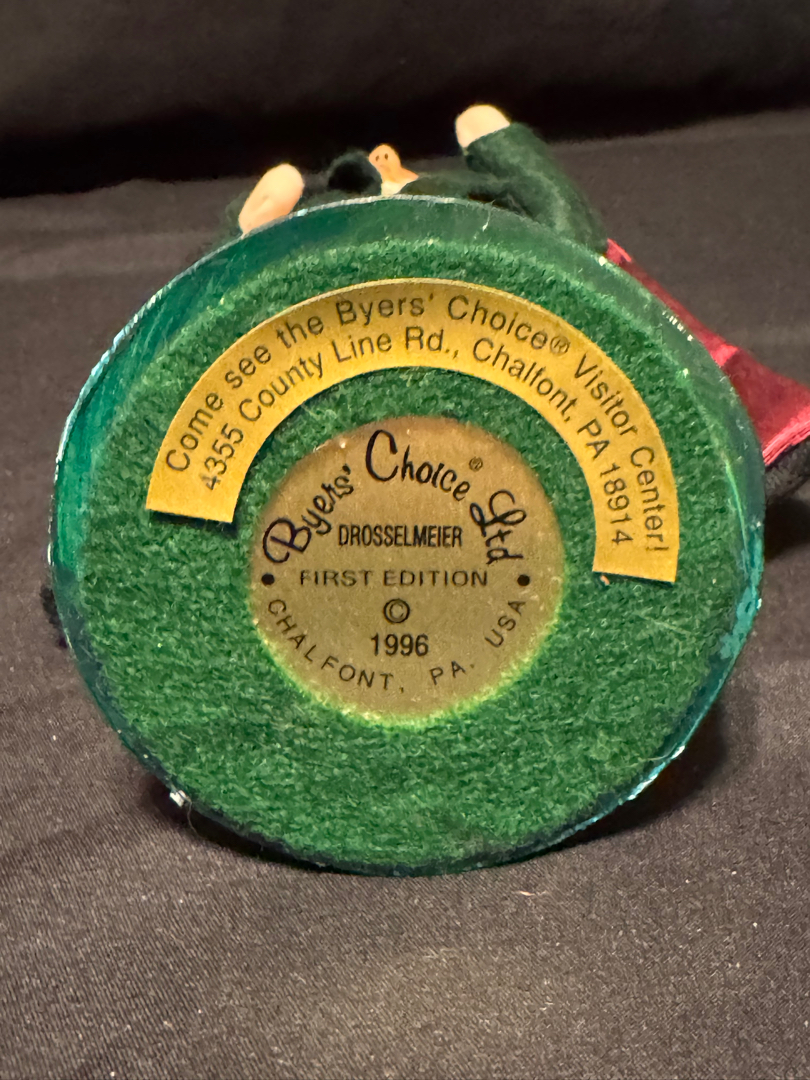 Come see the Byers' Choice® Visitor Center!
4355 County Line Rd., Chalfont, PA 18914
Byers' Choice® Ltd
DROSSELMEIER
FIRST EDITION
©
1996
• CHALFONT, PA. USA •